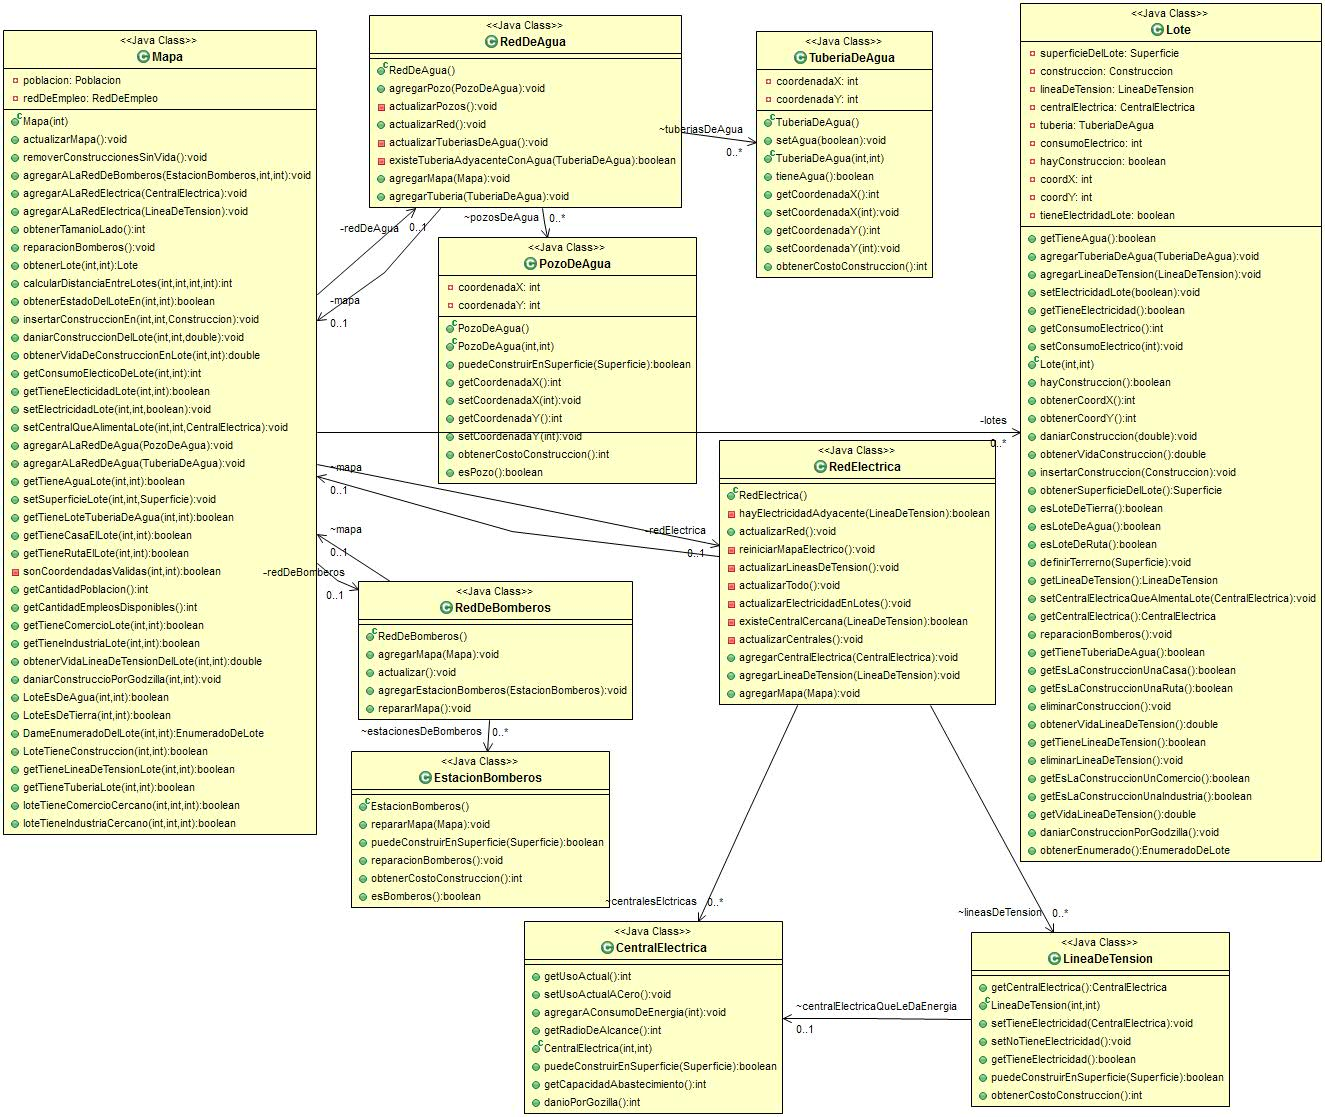 <<Java Class>>
Mapa
poblacion: Poblacion
redDeEmpleo: RedDeEmpleo
Mapa(int)
actualizarMapa():void
removerConstruccionesSinVida():void
agregarALaRedDeBomberos(EstacionBomberos,int,int):void
agregarALaRedElectrica(CentralElectrica):void
agregarALaRedElectrica(LineaDeTension):void
obtenerTamanioLado():int
reparacionBomberos():void
obtenerLote(int,int):Lote
calcularDistanciaEntreLotes(int,int,int,int):int
obtenerEstadoDelLoteEn(int,int):boolean
insertarConstruccionEn(int,int,Construccion):void
daniarConstruccionDelLote(int,int,double):void
obtenerVidaDeConstruccionEnLote(int,int):double
getConsumoElecticoDeLote(int,int):int
getTieneElecticidadLote(int,int):boolean
setElectricidadLote(int,int,boolean):void
setCentralQueAlimentaLote(int,int,CentralElectrica):void
agregarALaRedDeAgua(PozoDeAgua):void
agregarALaRedDeAgua(TuberiaDeAgua):void
getTieneAguaLote(int,int):boolean
setSuperficieLote(int,int,Superficie):void
getTieneLoteTuberiaDeAgua(int,int):boolean
getTieneCasaElLote(int,int):boolean
getTieneRutaElLote(int,int):boolean
sonCoordendadasValidas(int,int):boolean
getCantidadPoblacion():int
getCantidadEmpleosDisponibles():int
getTieneComercioLote(int,int):boolean
getTieneIndustriaLote(int,int):boolean
obtenerVidaLineaDeTensionDelLote(int,int):double
daniarConstruccioPorGodzilla(int,int):void
LoteEsDeAgua(int,int):boolean
LoteEsDeTierra(int,int):boolean
DameEnumeradoDelLote(int,int):EnumeradoDeLote
LoteTieneConstruccion(int,int):boolean
getTieneLineaDeTensionLote(int,int):boolean
getTieneTuberiaLote(int,int):boolean
loteTieneComercioCercano(int,int,int):boolean
loteTieneIndustriaCercano(int,int,int):boolean
<<Java Class>>
RedDeAgua
RedDeAgua()
agregarPozo(PozoDeAgua):void
actualizarPozos():void
actualizarRed():void
actualizarTuberiasDeAgua():void
existeTuberiaAdyacenteConAgua(TuberiaDeAgua):boolean
agregarMapa(Mapa):void
agregarTuberia(TuberiaDeAgua):void
~tuberiasDeAgua
0..*
<<Java Class>>
TuberiaDeAgua
coordenadaX: int
coordenadaY: int
TuberiaDeAgua()
setAgua(boolean):void
TuberiaDeAgua(int,int)
tieneAgua():boolean
getCoordenadaX():int
setCoordenadaX(int):void
getCoordenadaY():int
setCoordenadaY(int):void
obtenerCostoConstruccion():int
-redDeAgua
0..1
~pozosDeAgua
0..*
-mapa
0..1
<<Java Class>>
PozoDeAgua
coordenadaX: int
coordenadaY: int
PozoDeAgua()
PozoDeAgua(int,int)
puedeConstruirEnSuperficie(Superficie):boolean
getCoordenadaX():int
setCoordenadaX(int):void
getCoordenadaY():int
setCoordenadaY(int):void
obtenerCostoConstruccion():int
esPozo():boolean
<<Java Class>>
Lote
superficieDelLote: Superficie
construccion: Construccion
lineaDeTension: LineaDeTension
centralElectrica: CentralElectrica
tuberia: TuberiaDeAgua
consumoElectrico: int
hayConstruccion: boolean
coordX: int
coordY: int
tieneElectridadLote: boolean
getTieneAgua():boolean
agregarTuberiaDeAgua(TuberiaDeAgua):void
agregarLineaDeTension(LineaDeTension):void
setElectricidadLote(boolean):void
getTieneElectricidad():boolean
getConsumoElectrico():int
setConsumoElectrico(int):void
Lote(int,int)
hayConstruccion():boolean
obtenerCoordX():int
obtenerCoordY():int
daniarConstruccion(double):void
obtenerVidaConstruccion():double
insertarConstruccion(Construccion):void
obtenerSuperficieDelLote():Superficie
esLoteDeTierra():boolean
esLoteDeAgua():boolean
esLoteDeRuta():boolean
definirTerrerno(Superficie):void
getLineaDeTension():LineaDeTension
setCentralElectricaQueAlmentaLote(CentralElectrica):void
getCentralElectrica():CentralElectrica
reparacionBomberos():void
getTieneTuberiaDeAgua():boolean
getEsLaConstruccionUnaCasa():boolean
getEsLaConstruccionUnaRuta():boolean
eliminarConstruccion():void
obtenerVidaLineaDeTension():double
getTieneLineaDeTension():boolean
eliminarLineaDeTension():void
getEsLaConstruccionUnComercio():boolean
getEsLaConstruccionUnaIndustria():boolean
getVidaLineaDeTension():double
daniarConstruccionPorGodzilla():void
obtenerEnumerado():EnumeradoDeLote
-lotes
0..*
~mapa
0..1
-redElectrica
0..1
<<Java Class>>
RedElectrica
RedElectrica()
hayElectricidadAdyacente(LineaDeTension):boolean
actualizarRed():void
reiniciarMapaElectrico():void
actualizarLineasDeTension():void
actualizarTodo():void
actualizarElectricidadEnLotes():void
existeCentralCercana(LineaDeTension):boolean
actualizarCentrales():void
agregarCentralElectrica(CentralElectrica):void
agregarLineaDeTension(LineaDeTension):void
agregarMapa(Mapa):void
~mapa
0..1
-redDeBomberos
0..1
<<Java Class>>
RedDeBomberos
RedDeBomberos()
agregarMapa(Mapa):void
actualizar():void
agregarEstacionBomberos(EstacionBomberos):void
repararMapa():void
~estacionesDeBomberos
0..*
<<Java Class>>
EstacionBomberos
EstacionBomberos()
repararMapa(Mapa):void
puedeConstruirEnSuperficie(Superficie):boolean
reparacionBomberos():void
obtenerCostoConstruccion():int
esBomberos():boolean
~centralesElctricas
0..*
~lineasDeTension
0..*
<<Java Class>>
CentralElectrica
getUsoActual():int
setUsoActualACero():void
agregarAConsumoDeEnergia(int):void
getRadioDeAlcance():int
CentralElectrica(int,int)
puedeConstruirEnSuperficie(Superficie):boolean
getCapacidadAbastecimiento():int
danioPorGozilla():int
~centralElectricaQueLeDaEnergia
0..1
<<Java Class>>
LineaDeTension
getCentralElectrica():CentralElectrica
LineaDeTension(int,int)
setTieneElectricidad(CentralElectrica):void
setNoTieneElectricidad():void
getTieneElectricidad():boolean
puedeConstruirEnSuperficie(Superficie):boolean
obtenerCostoConstruccion():int